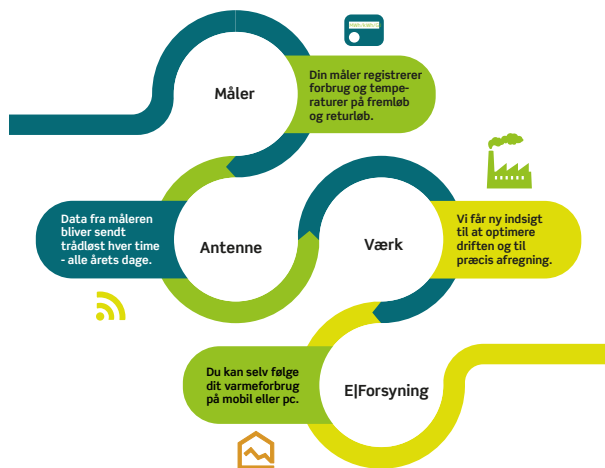 Måler
Din måler registrerer
forbrug og tempe-
raturer på fremløb
og returløb.
Data fra måleren
bliver sendt
trådløst hver time
- alle årets dage.
Antenne
Værk
Vi får ny indsigt
til at optimere
driften og til
præcis afregning.
Du kan selv følge
dit varmeforbrug
på mobil eller pc.
E|Forsyning